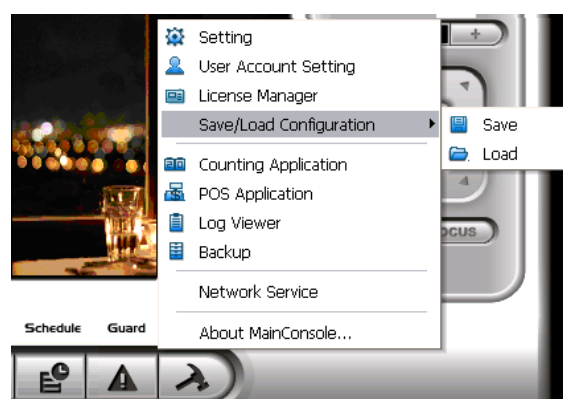 Setting
User Account Setting
License Manager
Save/Load Configuration
Save
Load
Counting Application
POS Application
Log Viewer
Backup
Network Service
About MainConsole...
Schedule
Guard